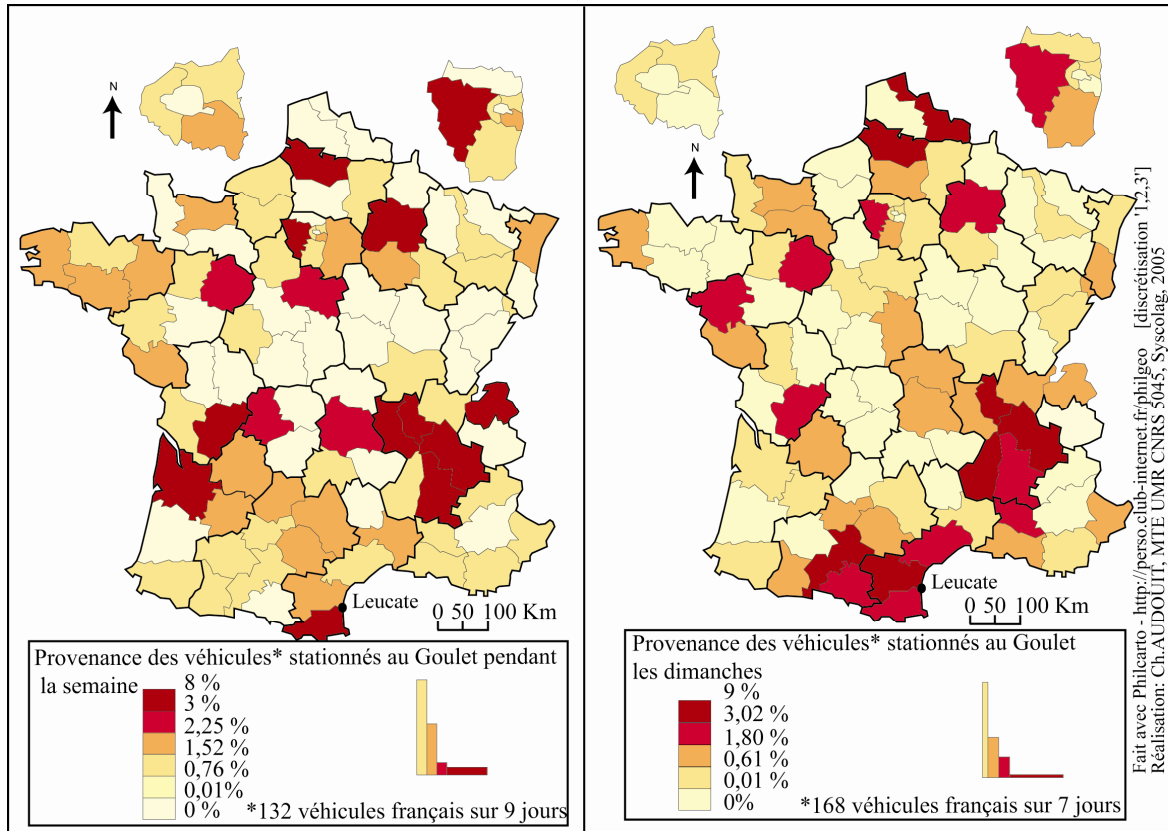 N
Leucate
0 50 100 Km
Provenance des véhicules* stationnés au Goulet pendant
la semaine
8 %
3 %
2,25 %
1,52 %
0,76 %
0,01%
0 %
*132 véhicules français sur 9 jours
N
Leucate
0 50 100 Km
Provenance des véhicules* stationnés au Goulet
les dimanches
9 %
3,02 %
1,80 %
0,61 %
0,01 %
0%
*168 véhicules français sur 7 jours
Fait avec Philcarto - http://perso.club-internet.fr/philgeo [discrétisation '1,2,3']
Réalisation: Ch.AUDOUIT, MTE UMR CNRS 5045, Syscolag, 2005